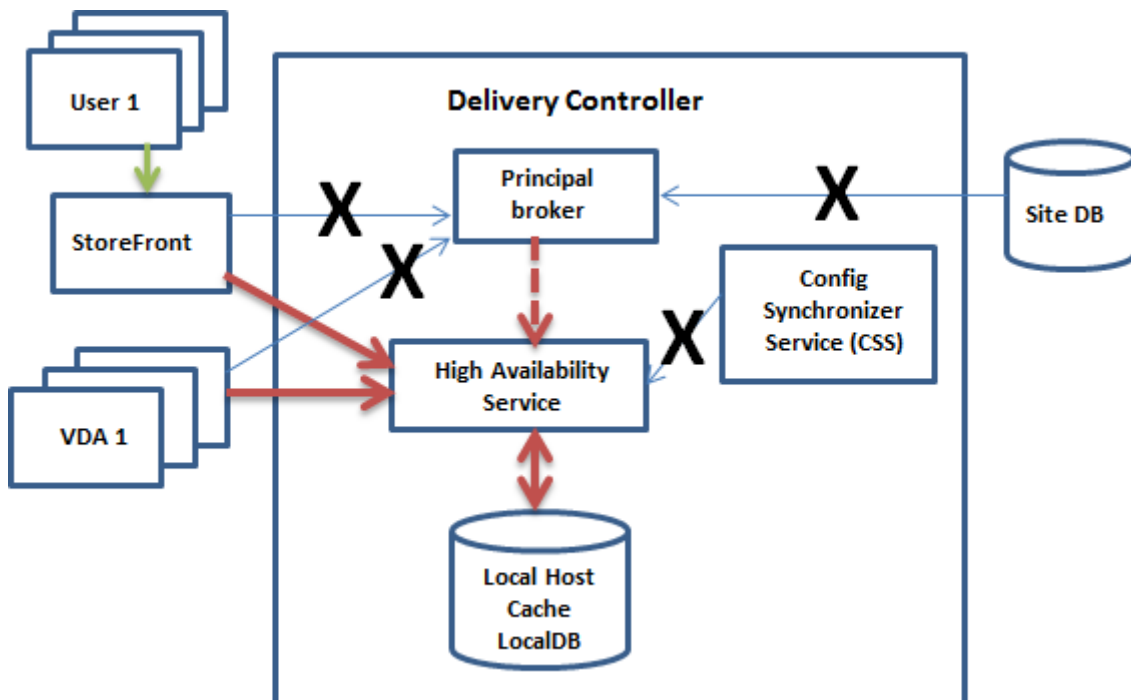 User 1
Delivery Controller
Principal
broker
X
X
StoreFront
Site DB
X
Config
Synchronizer
Service (CSS)
X
High Availability
Service
VDA 1
Local Host
Cache
LocalDB